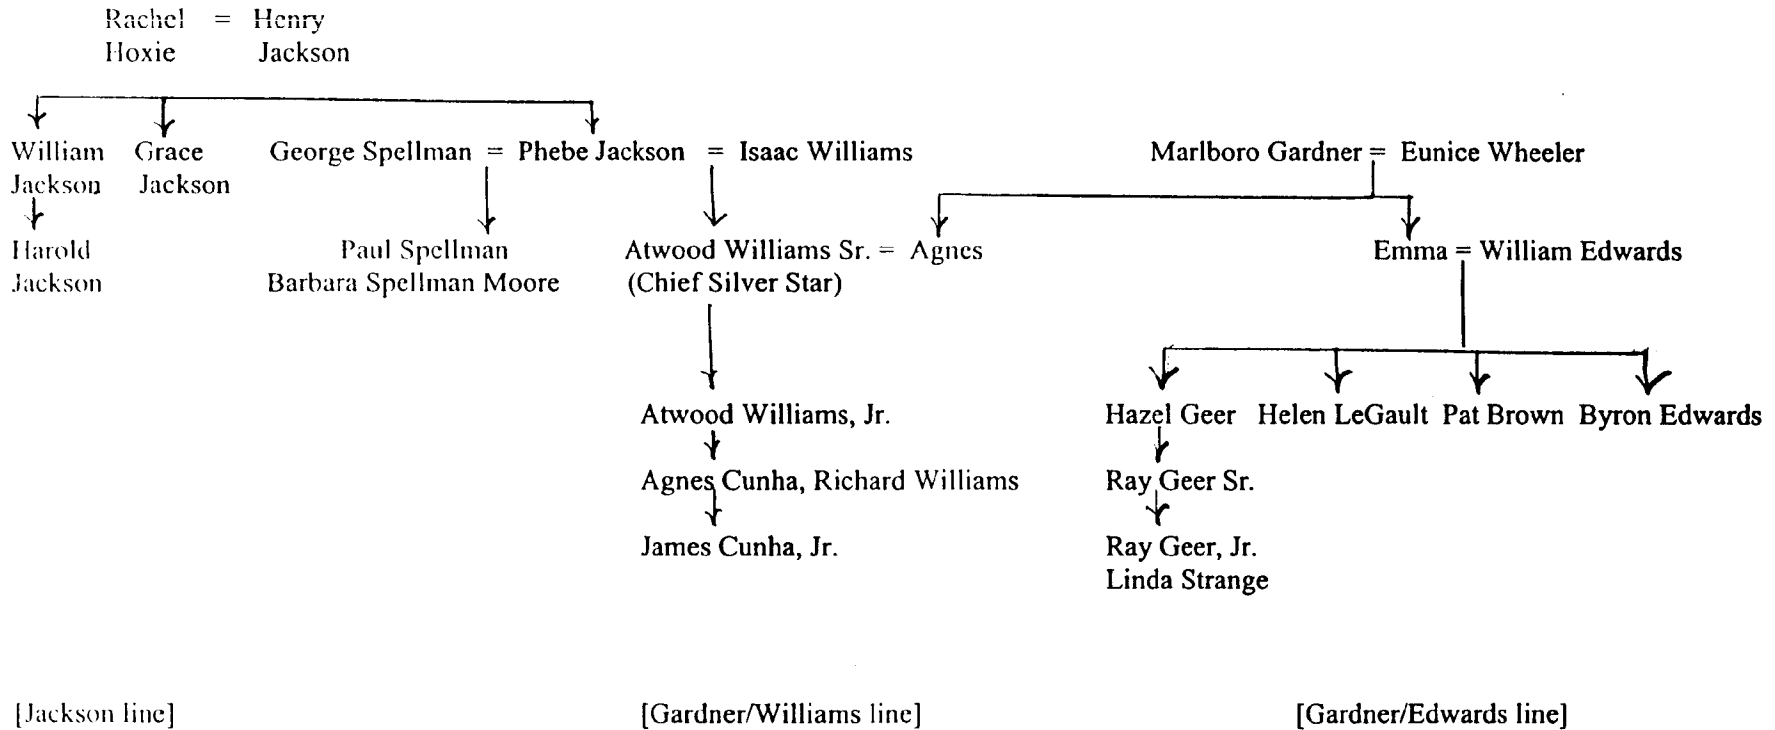 Rachel = Henry
Hoxie Jackson
William Grace George Spellman = Phebe Jackson = Isaac Williams Marlboro Gardner = Eunice Wheeler
Jackson Jackson
Harold Paul Spellman Atwood Williams Sr. = Agnes Emma = William Edwards
Jackson Barbara Spellman Moore (Chief Silver Star)
Atwood Williams, Jr. Hazel Geer Helen LeGault Pat Brown Byron Edwards
Agnes Cunha, Richard Williams Ray Geer Sr.
James Cunha, Jr. Ray Geer, Jr.
Linda Strange
[Jackson line] [Gardner/Williams line] [Gardner/Edwards line]